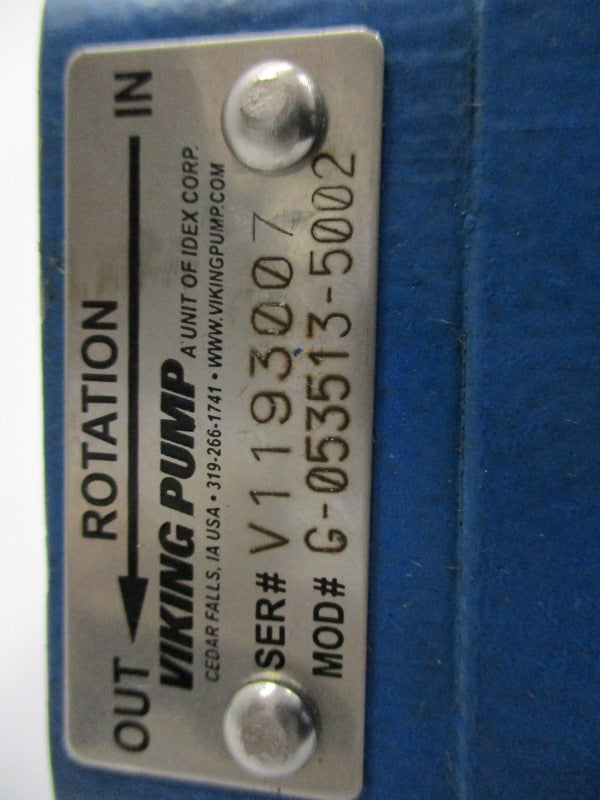 OUT ROTATION IN
VIKING PUMP A UNIT OF IDEX CORP.
CEDAR FALLS, IA USA • 319-266-1741 • WWW.VIKINGPUMP.COM
SER# V1193007
MOD# G-053513-5002